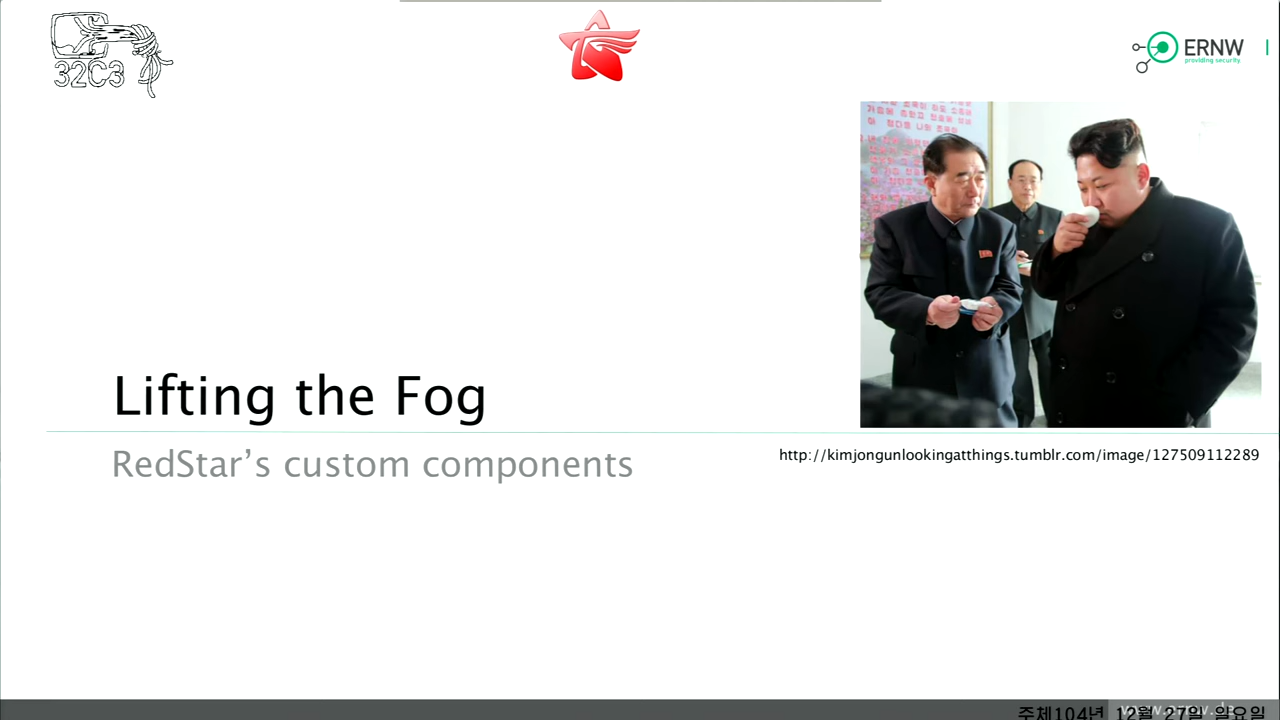 32C3
ERNW
providing security.
Lifting the Fog
RedStar's custom components
http://kimjongunlookingatthings.tumblr.com/image/127509112289
주체104년 12월 27일 일요일